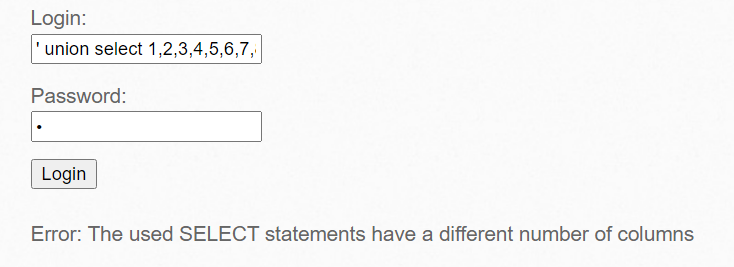 Login:
' union select 1,2,3,4,5,6,7,
Password:
Login
Error: The used SELECT statements have a different number of columns